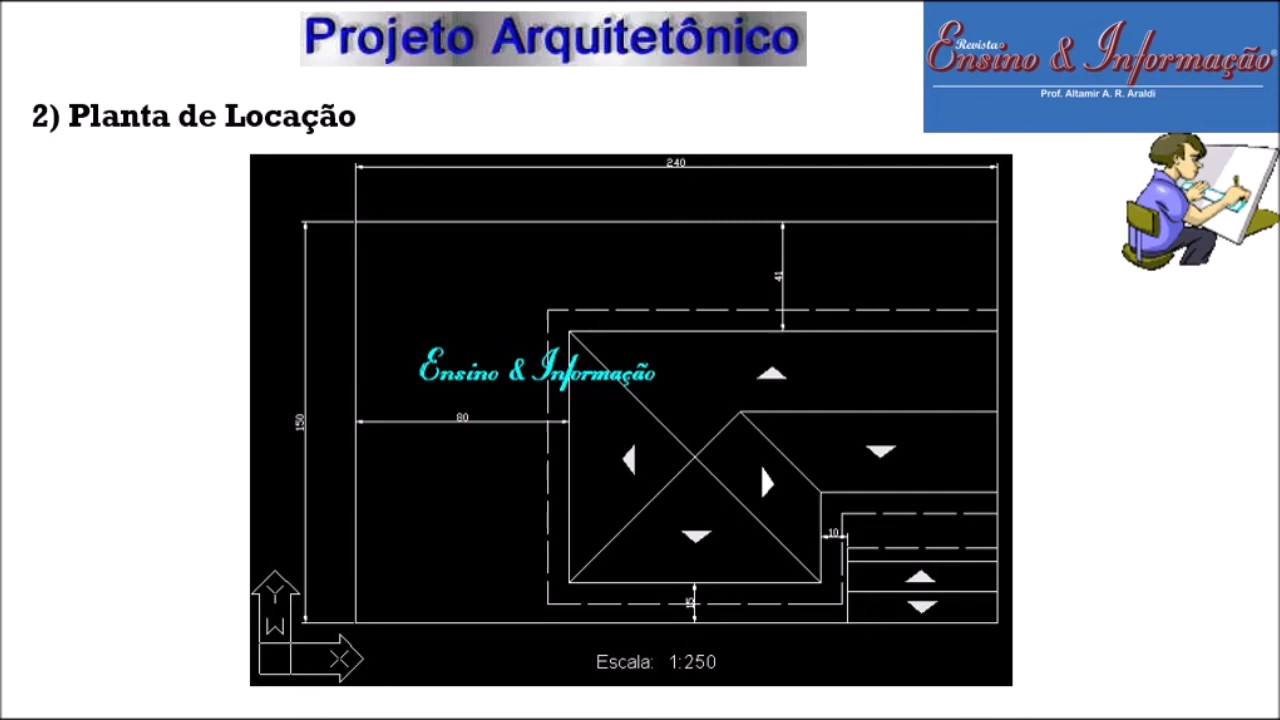 Projeto Arquitetônico
Revista
Ensino & Informação®
Prof. Altamir A. R. Araldi
2) Planta de Locação
240
41
Ensino & Informação
80
150
10
15
Y
W
X
Escala: 1:250